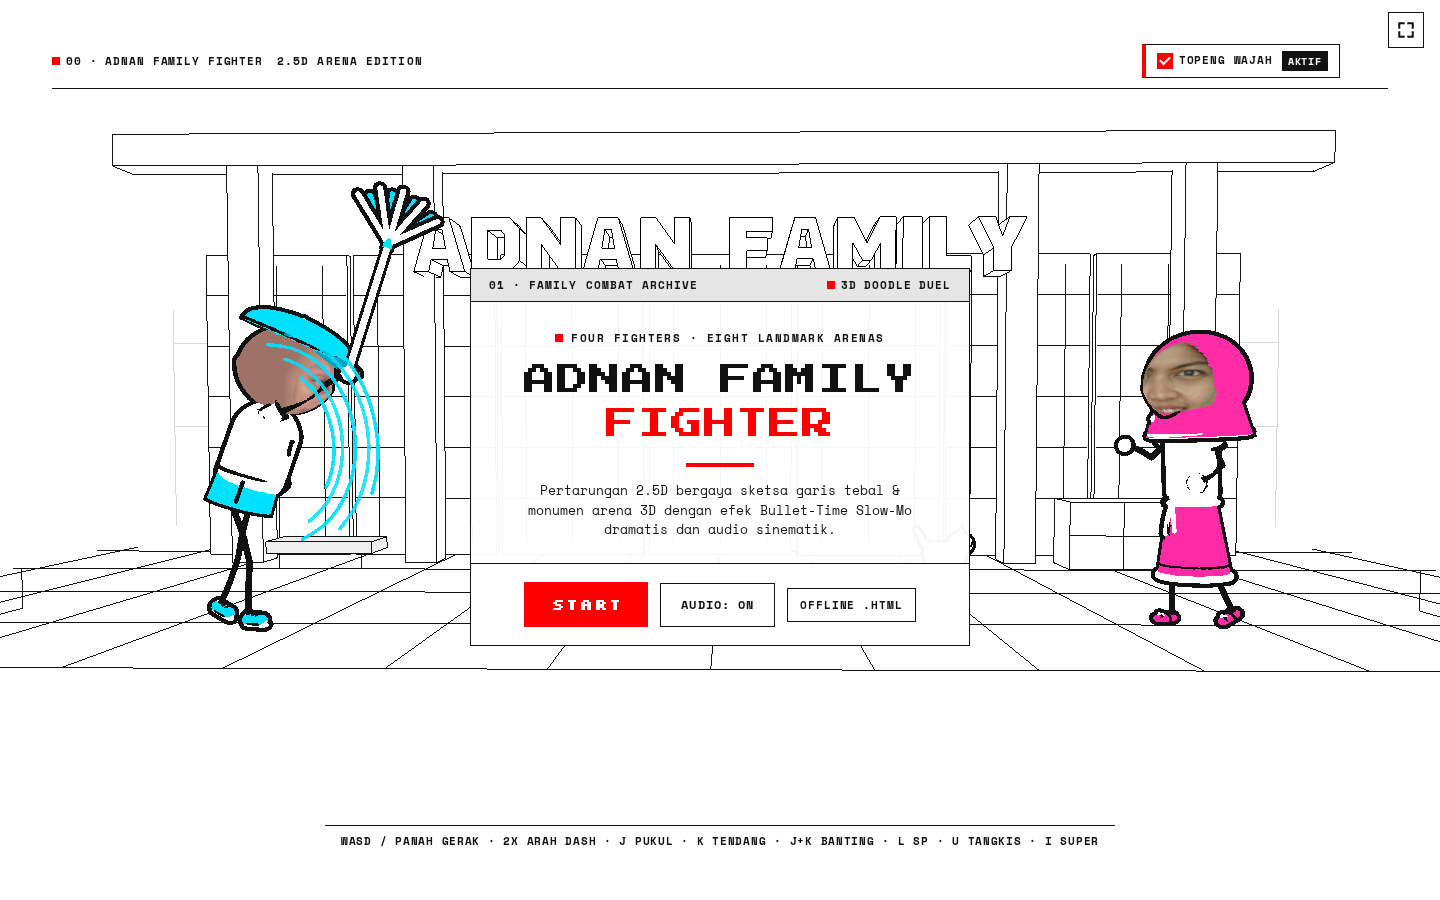 00 · ADNAN FAMILY FIGHTER 2.5D ARENA EDITION
TOPENG WAJAH AKTIF
ADNAN FAMILY
01 · FAMILY COMBAT ARCHIVE
3D DOODLE DUEL
FOUR FIGHTERS · EIGHT LANDMARK ARENAS
ADNAN FAMILY
FIGHTER
Pertarungan 2.5D bergaya sketsa garis tebal &
monumen arena 3D dengan efek Bullet-Time Slow-Mo
dramatis dan audio sinematik.
START
AUDIO: ON
OFFLINE .HTML
WASD / PANAH GERAK · 2X ARAH DASH · J PUKUL · K TENDANG · J+K BANTING · L SP · U TANGKIS · I SUPER